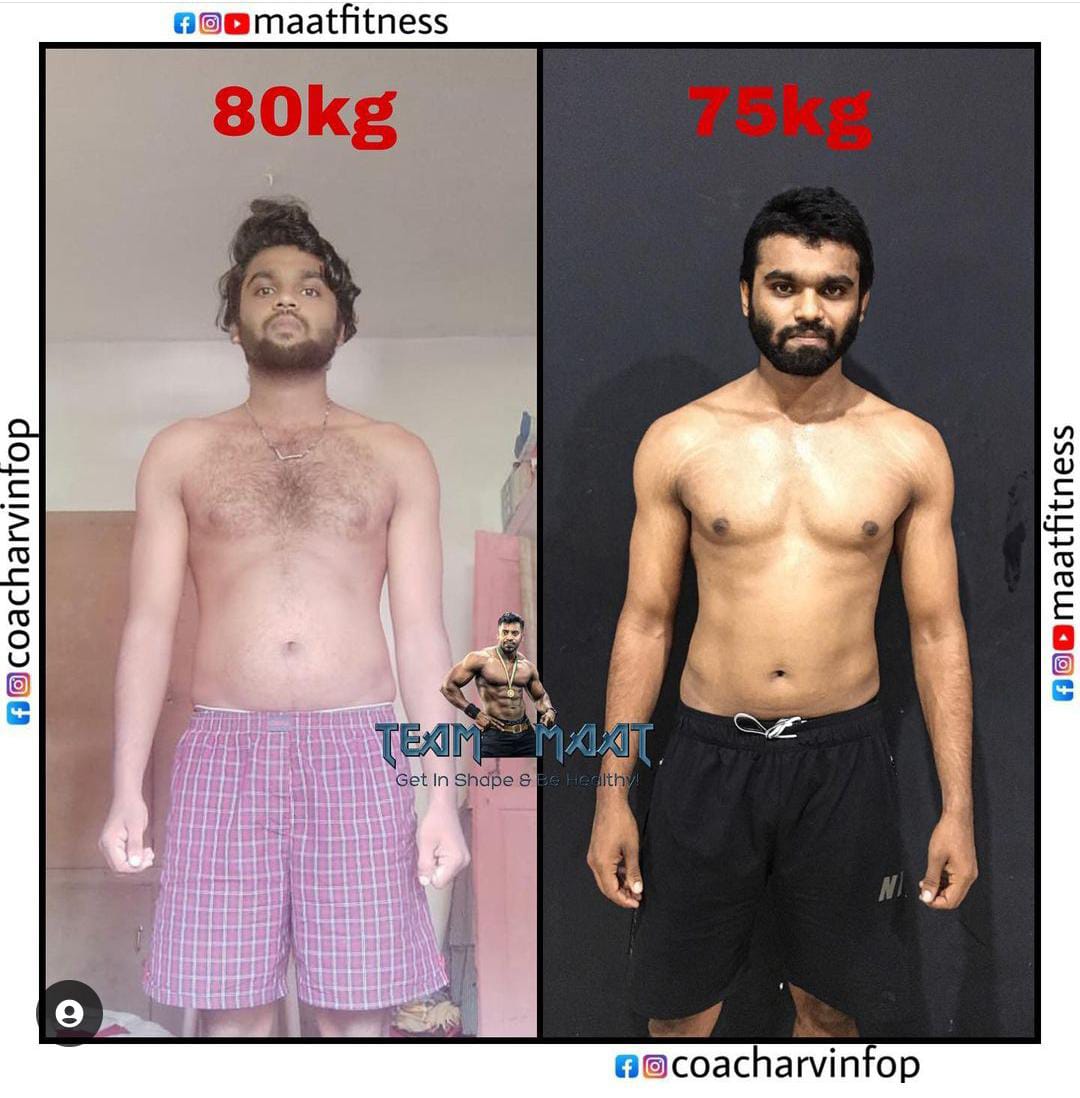 maatfitness
80kg
75kg
coacharvinfop
maatfitness
TEAM MAAT
Get In Shape & Be Healthy!
N
coacharvinfop